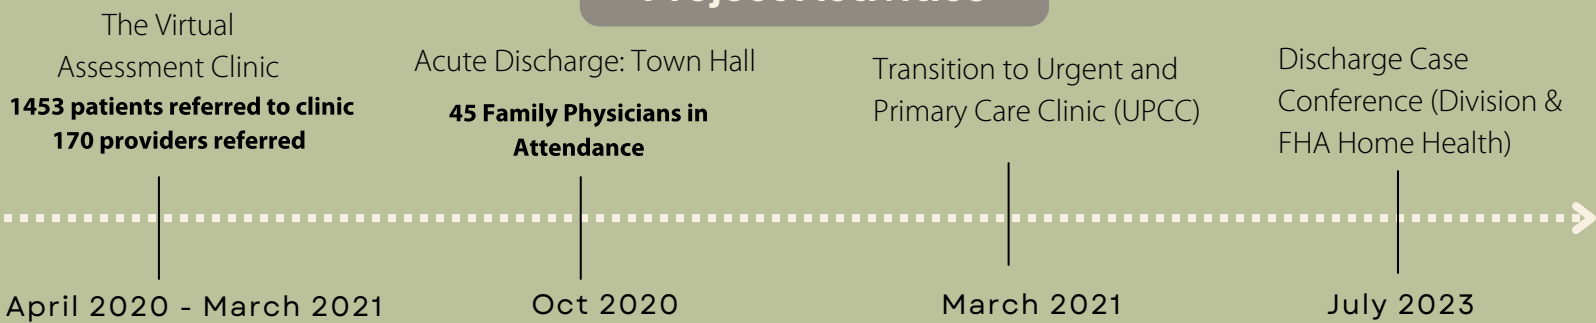 Project Activities
The Virtual
Assessment Clinic
1453 patients referred to clinic
170 providers referred
Acute Discharge: Town Hall
45 Family Physicians in
Attendance
Transition to Urgent and
Primary Care Clinic (UPCC)
Discharge Case
Conference (Division &
FHA Home Health)
April 2020 - March 2021
Oct 2020
March 2021
July 2023